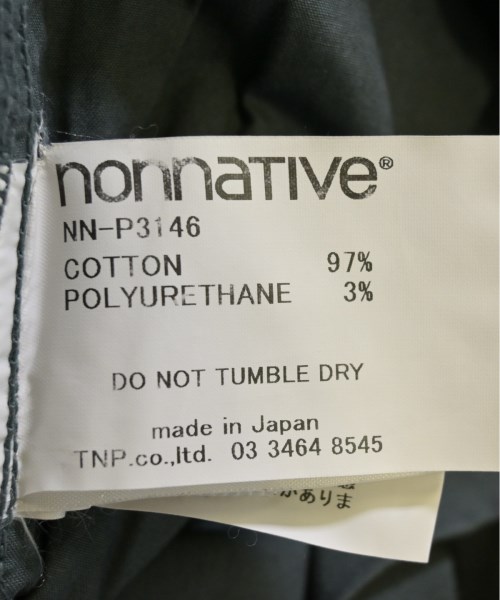 nonnative®
NN-P3146
COTTON 97%
POLYURETHANE 3%
DO NOT TUMBLE DRY
made in Japan
TNP.co.,ltd. 03 3464 8545
がありま